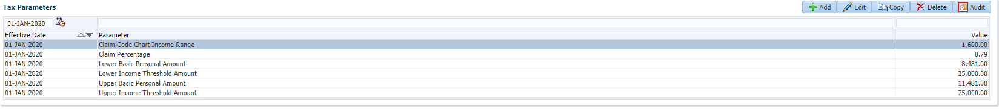 Tax Parameters Add Edit Copy Delete Audit
01-JAN-2020
Effective Date Parameter Value
01-JAN-2020 Claim Code Chart Income Range 1,600.00
01-JAN-2020 Claim Percentage 8.79
01-JAN-2020 Lower Basic Personal Amount 8,481.00
01-JAN-2020 Lower Income Threshold Amount 25,000.00
01-JAN-2020 Upper Basic Personal Amount 11,481.00
01-JAN-2020 Upper Income Threshold Amount 75,000.00